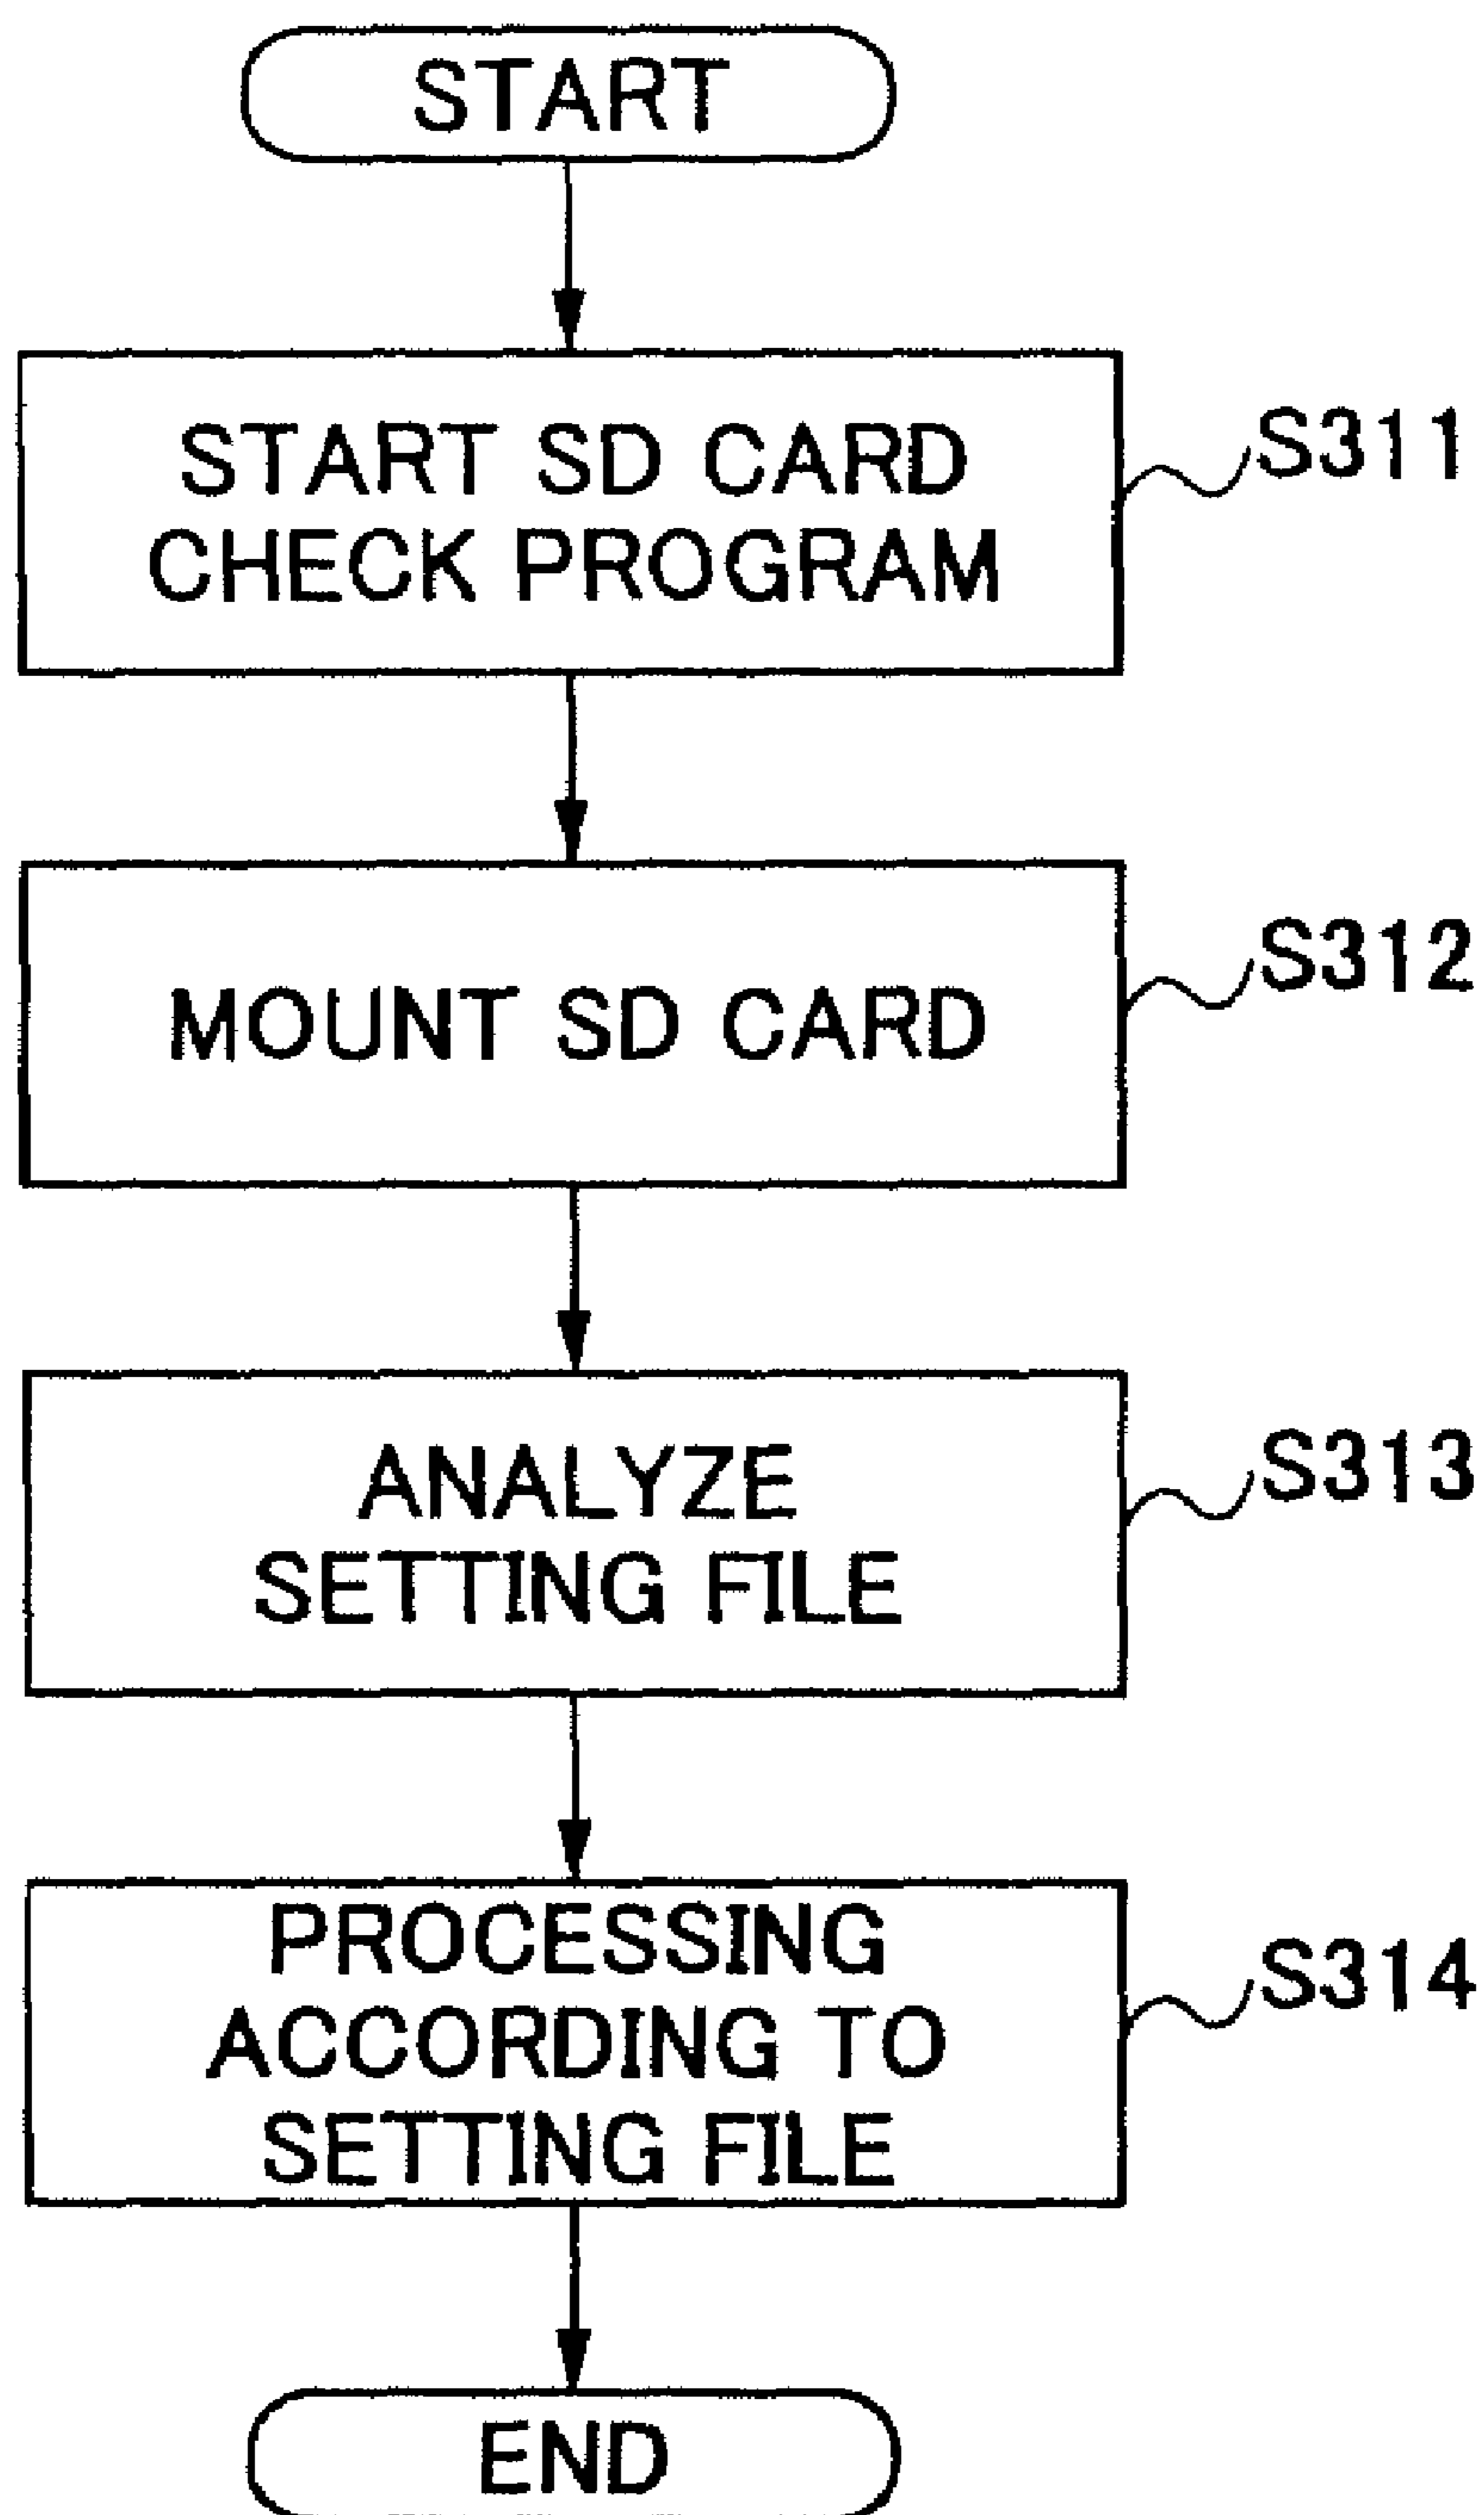 START
START SD CARD
CHECK PROGRAM
S311
MOUNT SD CARD
S312
ANALYZE
SETTING FILE
S313
PROCESSING
ACCORDING TO
SETTING FILE
S314
END